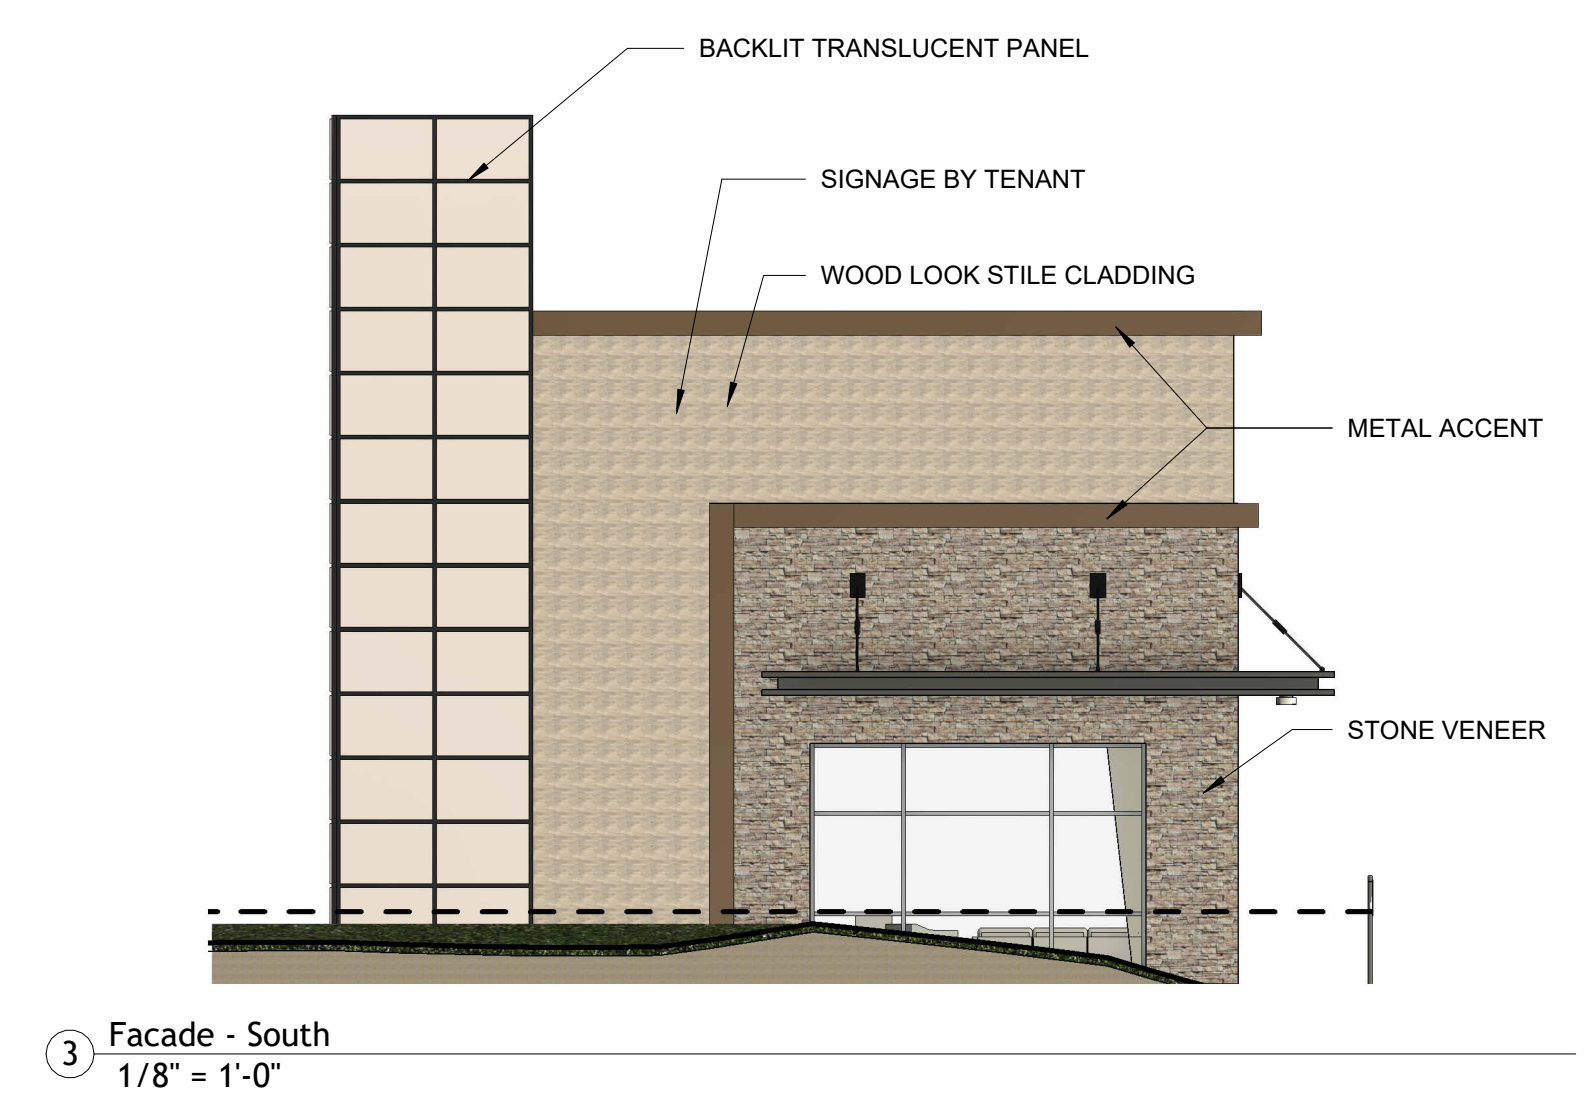 BACKLIT TRANSLUCENT PANEL
SIGNAGE BY TENANT
WOOD LOOK STILE CLADDING
METAL ACCENT
STONE VENEER
3
Facade - South
1/8" = 1'-0"